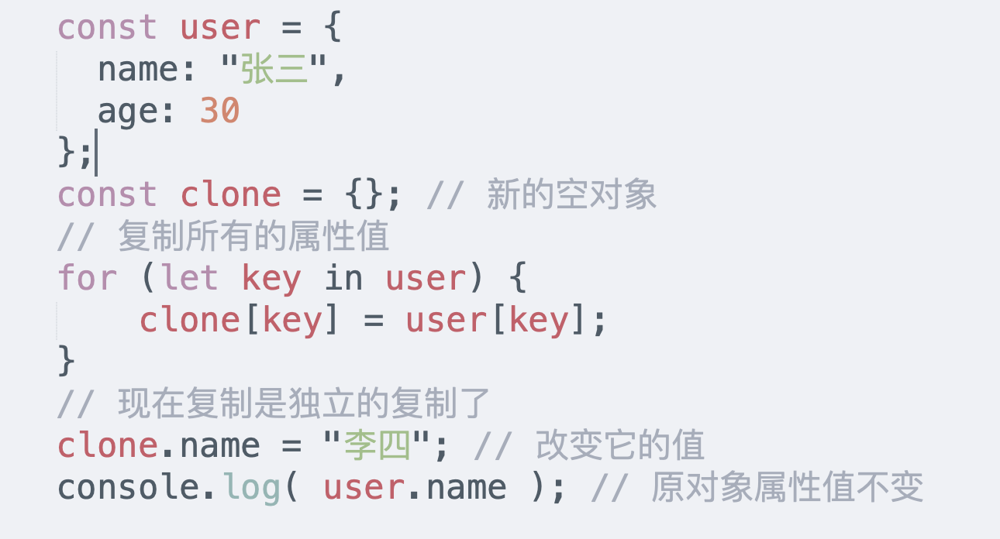 const user = {
  name: "张三",
  age: 30
};
const clone = {}; // 新的空对象
// 复制所有的属性值
for (let key in user) {
    clone[key] = user[key];
}
// 现在复制是独立的复制了
clone.name = "李四"; // 改变它的值
console.log( user.name ); // 原对象属性值不变